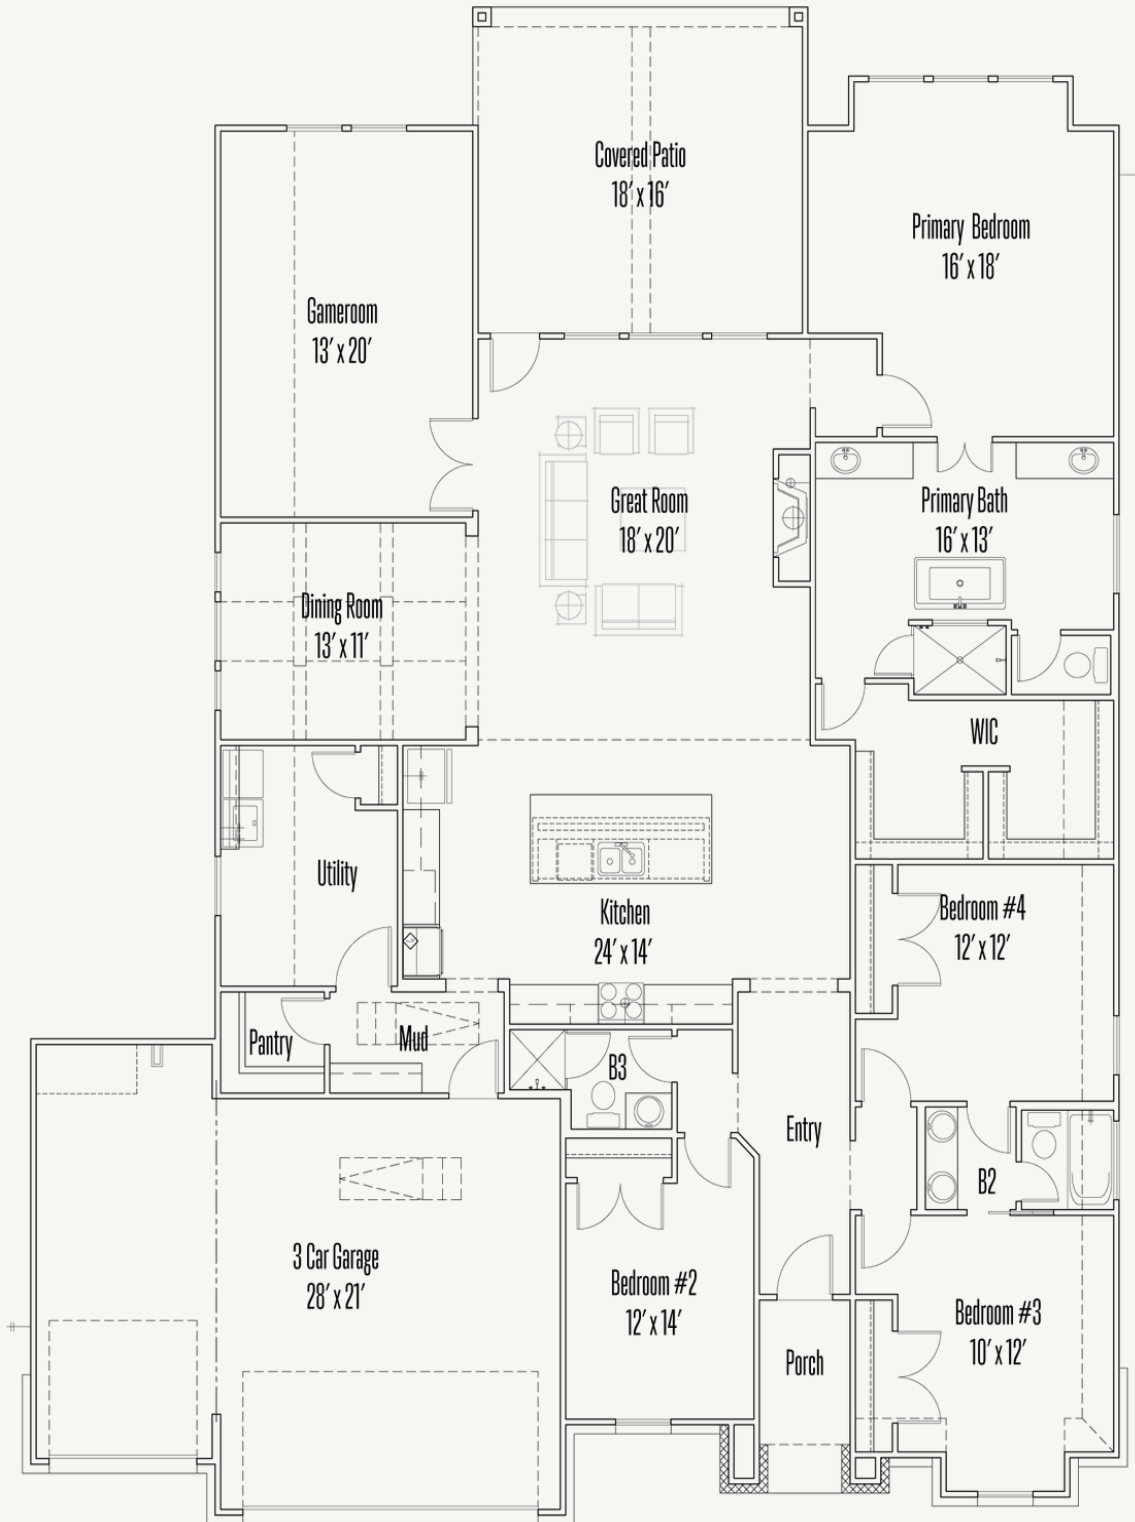 Covered Patio
18' x 16'
Primary Bedroom
16' x 18'
Gameroom
13' x 20'
Great Room
18' x 20'
Primary Bath
16' x 13'
Dining Room
13' x 11'
WIC
Utility
Kitchen
24' x 14'
Bedroom #4
12' x 12'
Pantry
Mud
B3
Entry
B2
3 Car Garage
28' x 21'
Bedroom #2
12' x 14'
Porch
Bedroom #3
10' x 12'